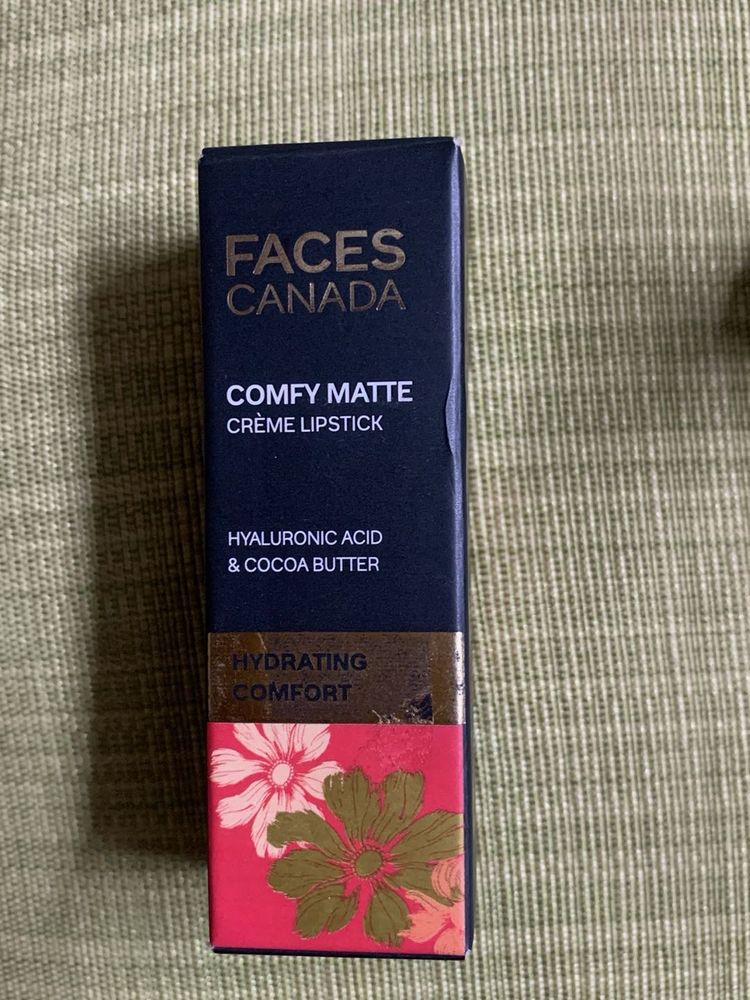 FACES
CANADA
COMFY MATTE
CRÈME LIPSTICK
HYALURONIC ACID
& COCOA BUTTER
HYDRATING
COMFORT